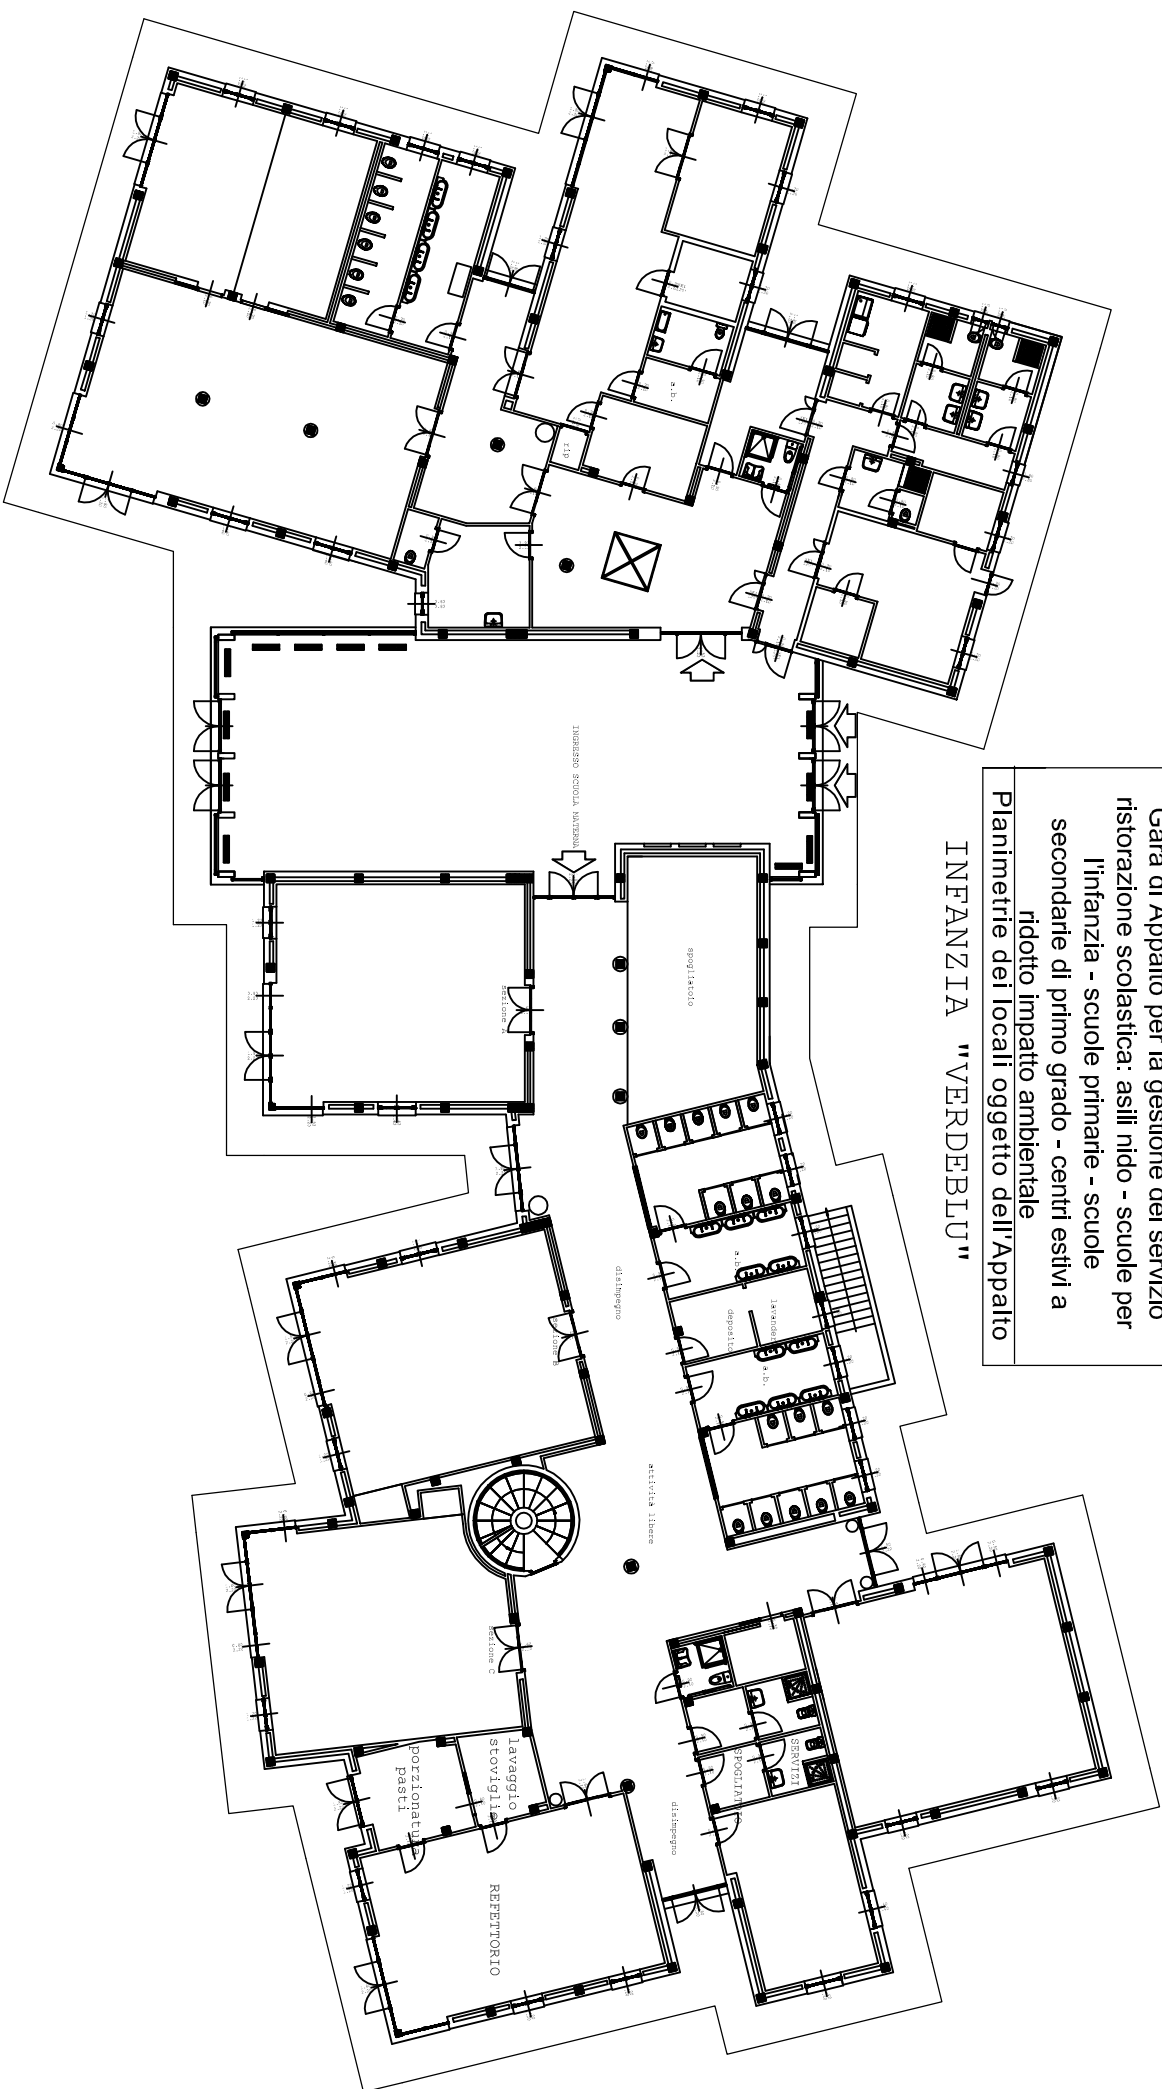 Gara di Appalto per la gestione del servizio
ristorazione scolastica: asili nido - scuole per
l'infanzia - scuole primarie - scuole
secondarie di primo grado - centri estivi a
ridotto impatto ambientale
Planimetrie dei locali oggetto dell'Appalto
INFANZIA "VERDEBLU"
a.b.
rip
INGRESSO SCUOLA MATERNA
spogliatoio
sezione A
a.b.
lavanderia
deposito
a.b.
disimpegno
sezione B
attività libere
sezione C
SERVIZI
SPOGLIATOIO
disimpegno
lavaggio
stoviglie
porzionatura
pasti
REFETTORIO